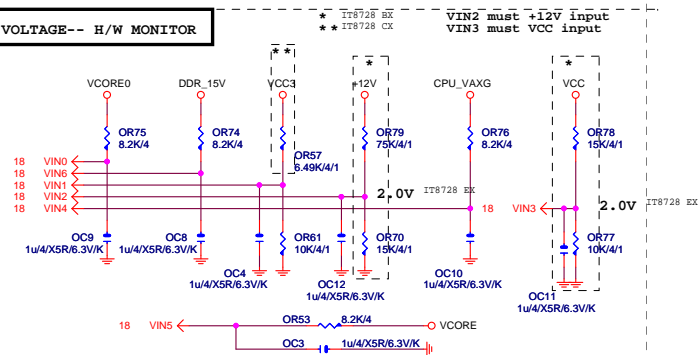 VOLTAGE-- H/W MONITOR
* IT8728 BX
** IT8728 CX
VIN2 must +12V input
VIN3 must VCC input
**
*
*
VCORE0
DDR_15V
VCC3
+12V
CPU_VAXG
VCC
OR75
8.2K/4
OR74
8.2K/4
OR57
6.49K/4/1
OR79
75K/4/1
OR76
8.2K/4
OR78
15K/4/1
18 VIN0
18 VIN6
18 VIN1
18 VIN2
18 VIN4
2.0V
IT8728 EX
18 VIN3
2.0V
IT8728 EX
OC9
1u/4/X5R/6.3V/K
OC8
1u/4/X5R/6.3V/K
OC4
1u/4/X5R/6.3V/K
OR61
10K/4/1
OC12
1u/4/X5R/6.3V/K
OR70
15K/4/1
OC10
1u/4/X5R/6.3V/K
OC11
1u/4/X5R/6.3V/K
OR77
10K/4/1
18 VIN5
OR53
8.2K/4
VCORE
OC3
1u/4/X5R/6.3V/K